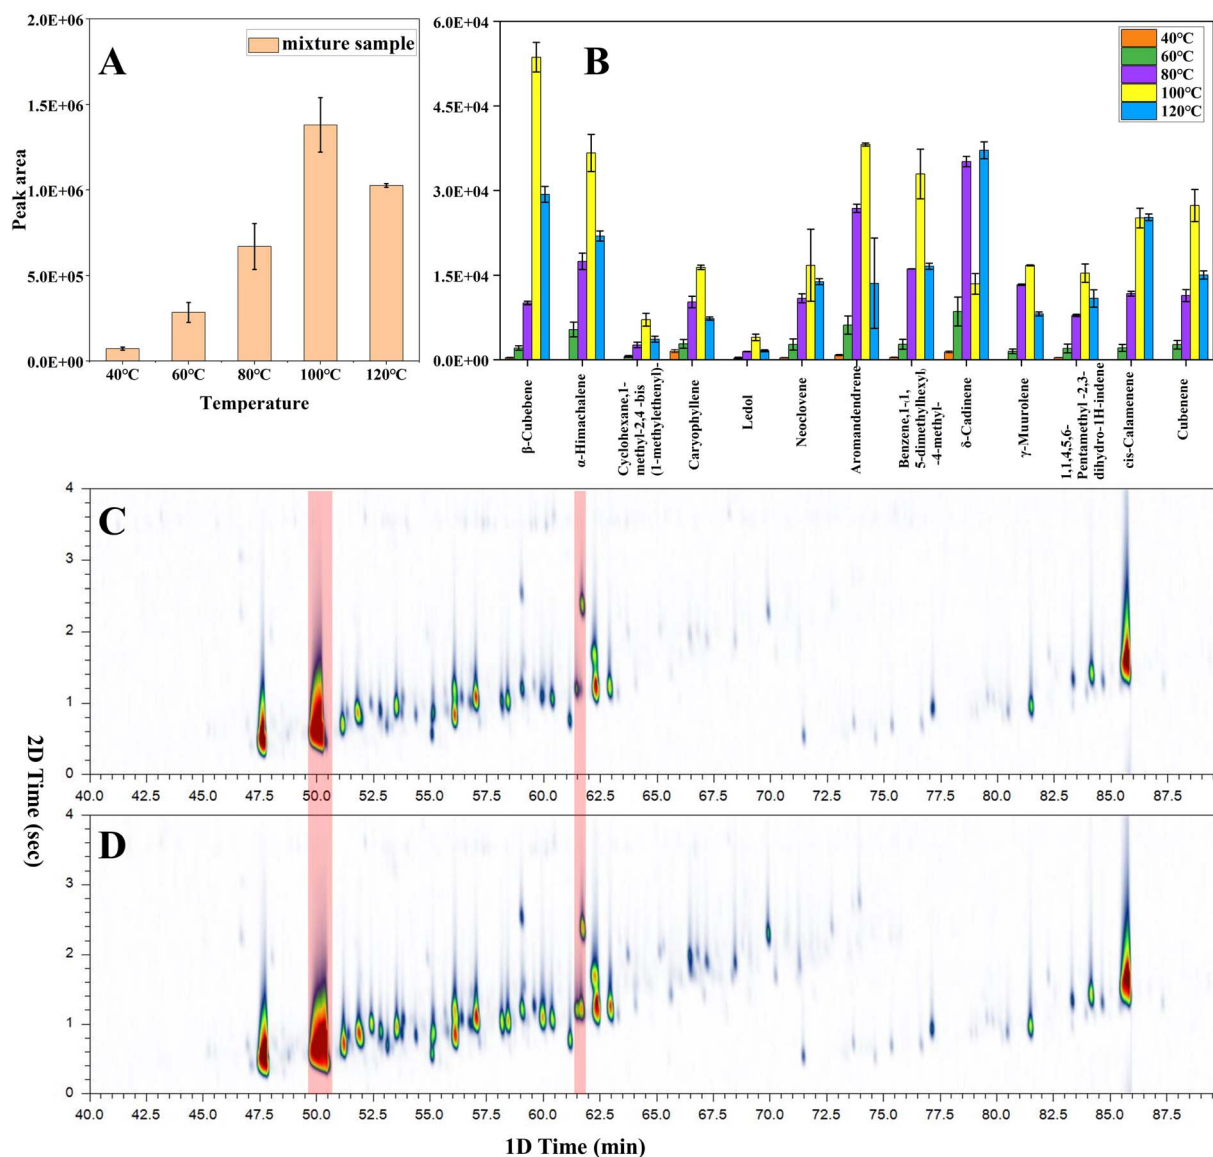 A
mixture sample
Peak area
2.0E+06
1.5E+06
1.0E+06
5.0E+05
0.0E+00
40℃ 60℃ 80℃ 100℃ 120℃
Temperature
B
40℃
60℃
80℃
100℃
120℃
6.0E+04
4.5E+04
3.0E+04
1.5E+04
0.0E+00
β-Cubebene
α-Himachalene
Cyclohexane,1-
methyl-2,4 -bis
(1-methylethenyl)-
Caryophyllene
Ledol
Neoclovene
Aromandendrene
Benzene,1-,1,
5-dimethylhexyl,
-4-methyl-
δ-Cadinene
γ-Muurolene
1,1,4,5,6-
Pentamethyl -2,3-
dihydro-1H-indene
cis-Calamenene
Cubenene
C
4
3
2
1
0
40.0 42.5 45.0 47.5 50.0 52.5 55.0 57.5 60.0 62.5 65.0 67.5 70.0 72.5 75.0 77.5 80.0 82.5 85.0 87.5
2D Time (sec)
D
4
3
2
1
0
40.0 42.5 45.0 47.5 50.0 52.5 55.0 57.5 60.0 62.5 65.0 67.5 70.0 72.5 75.0 77.5 80.0 82.5 85.0 87.5
1D Time (min)